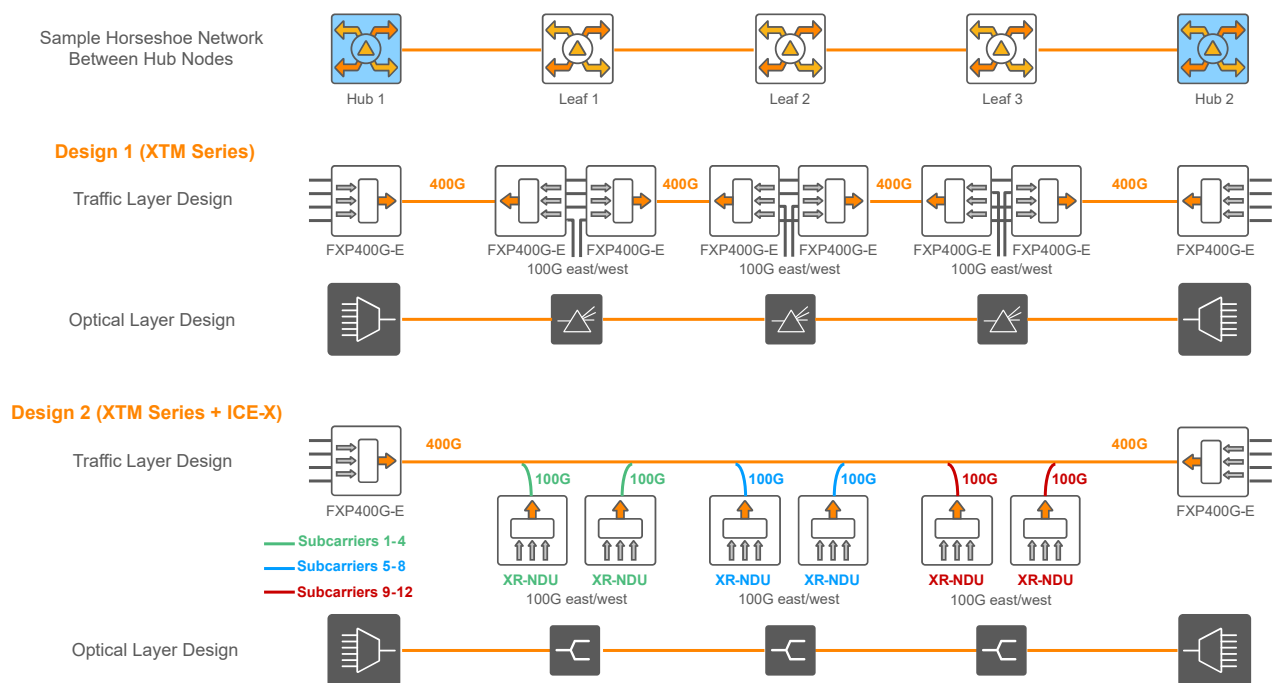 Sample Horseshoe Network
Between Hub Nodes
Hub 1
Leaf 1
Leaf 2
Leaf 3
Hub 2
Design 1 (XTM Series)
Traffic Layer Design
400G
400G
400G
400G
FXP400G-E
FXP400G-E
FXP400G-E
FXP400G-E
FXP400G-E
FXP400G-E
FXP400G-E
FXP400G-E
100G east/west
100G east/west
100G east/west
Optical Layer Design
Design 2 (XTM Series + ICE-X)
Traffic Layer Design
400G
400G
100G
100G
100G
100G
100G
100G
FXP400G-E
FXP400G-E
Subcarriers 1-4
Subcarriers 5-8
Subcarriers 9-12
XR-NDU
XR-NDU
XR-NDU
XR-NDU
XR-NDU
XR-NDU
100G east/west
100G east/west
100G east/west
Optical Layer Design